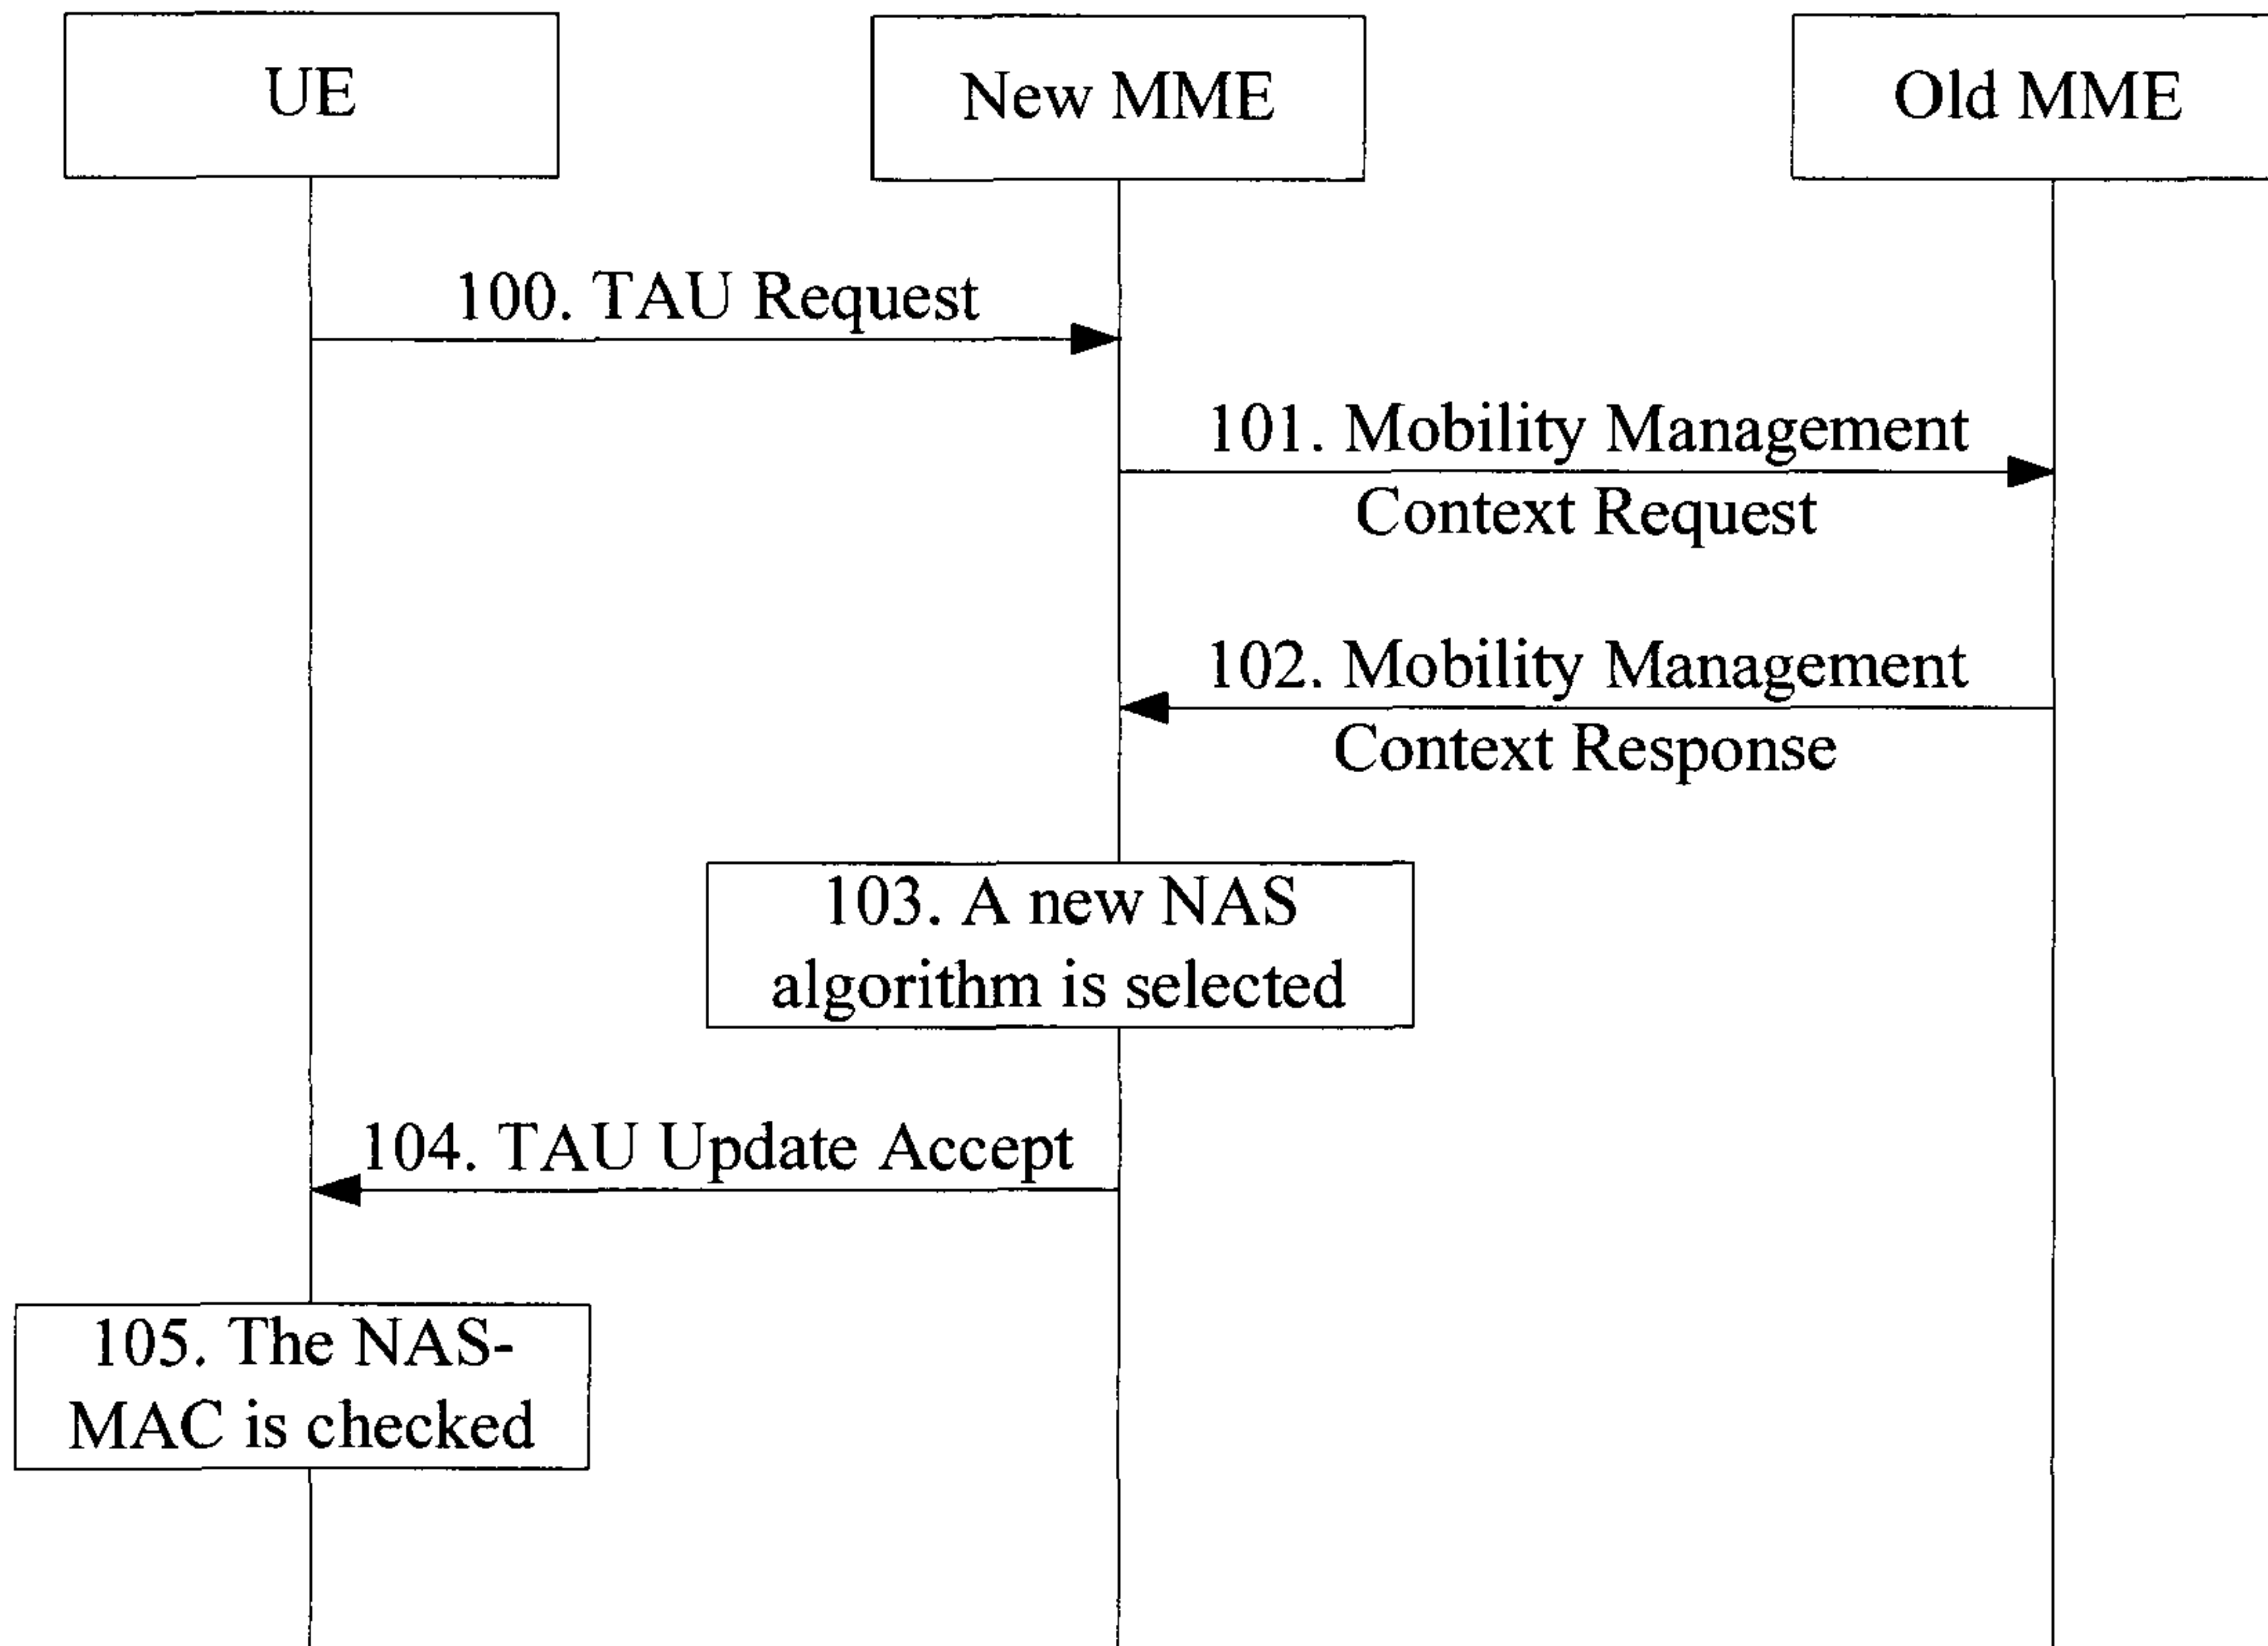 UE
New MME
Old MME
100. TAU Request
101. Mobility Management
Context Request
102. Mobility Management
Context Response
103. A new NAS
algorithm is selected
104. TAU Update Accept
105. The NAS-
MAC is checked